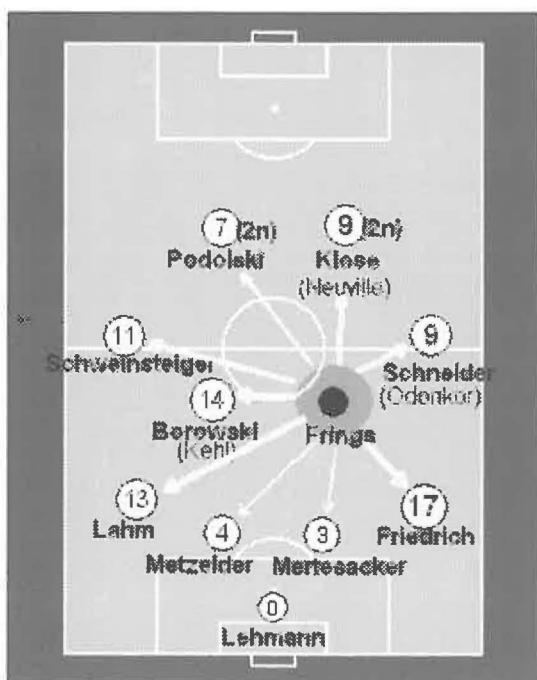 7 (2n)
Podolski
9 (2n)
Klose
(Neuville)
11
Schweinsteiger
9
Schneider
(Odonkor)
14
Borowski
(Kehl)
Frings
13
Lahm
17
Friedrich
4
Metzelder
3
Mertesacker
0
Lehmann